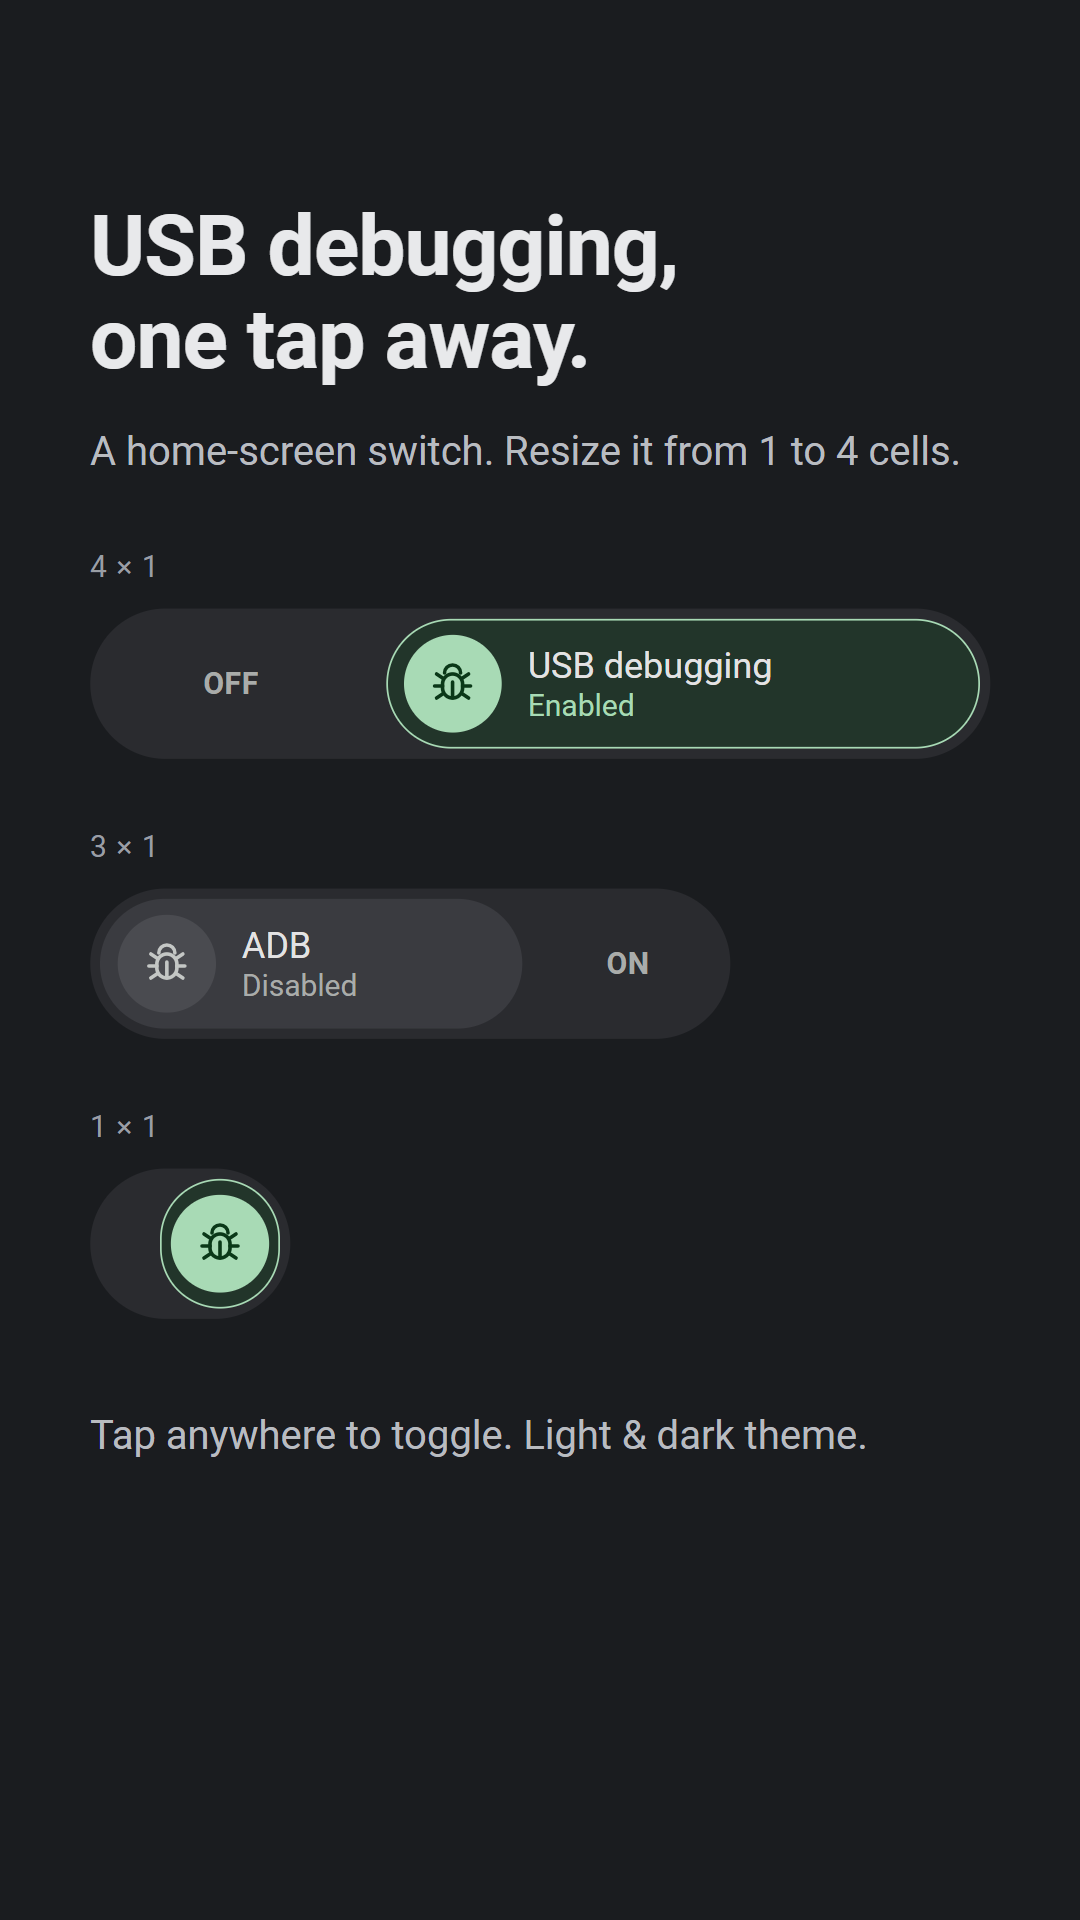 USB debugging,
one tap away.
A home-screen switch. Resize it from 1 to 4 cells.
4 × 1
OFF
USB debugging
Enabled
3 × 1
ADB
Disabled
ON
1 × 1
Tap anywhere to toggle. Light & dark theme.